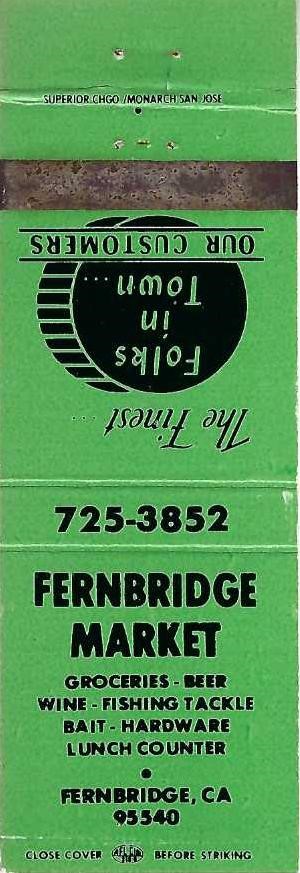 SUPERIOR CHGO / MONARCH SAN JOSE
The Finest...
Folks
in
Town...
OUR CUSTOMERS
725-3852
FERNBRIDGE
MARKET
GROCERIES - BEER
WINE - FISHING TACKLE
BAIT - HARDWARE
LUNCH COUNTER
FERNBRIDGE, CA
95540
CLOSE COVER BEFORE STRIKING